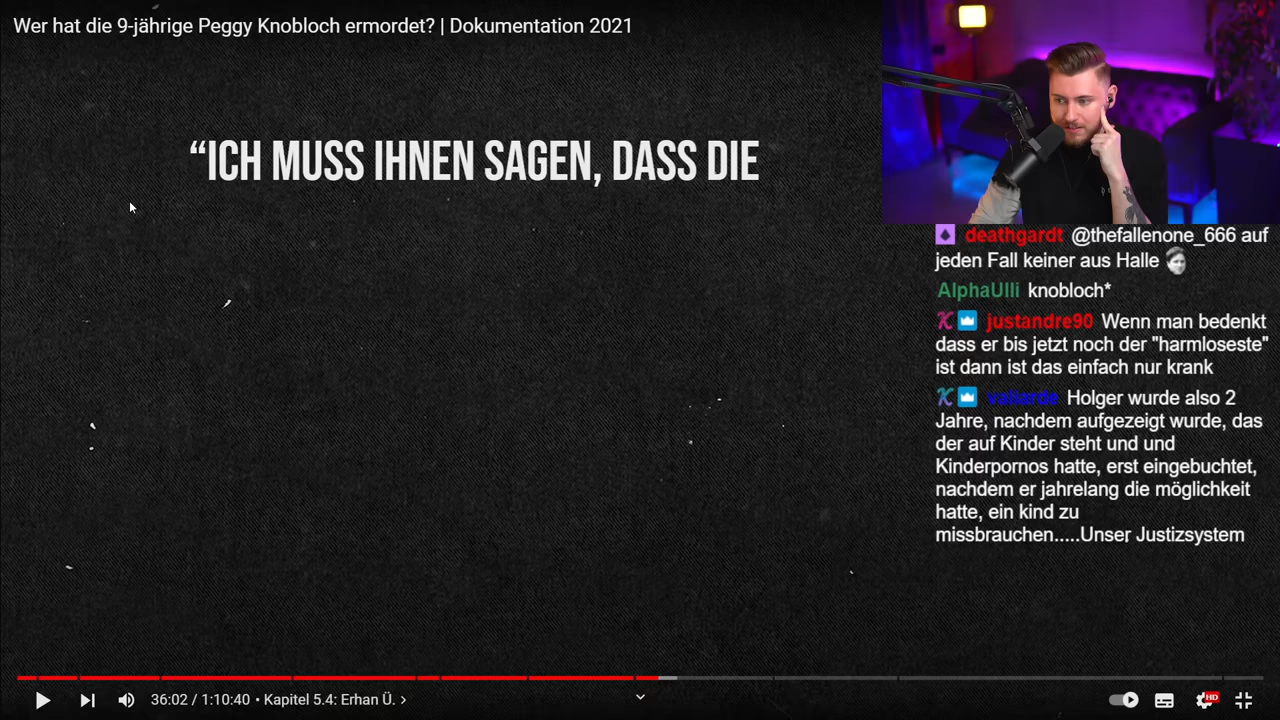 Wer hat die 9-jährige Peggy Knobloch ermordet? | Dokumentation 2021
“ICH MUSS IHNEN SAGEN, DASS DIE
deathgardt @thefallenone_666 auf
jeden Fall keiner aus Halle
AlphaUlli knobloch*
justandre90 Wenn man bedenkt
dass er bis jetzt noch der "harmloseste"
ist dann ist das einfach nur krank
valiarde Holger wurde also 2
Jahre, nachdem aufgezeigt wurde, das
der auf Kinder steht und und
Kinderpornos hatte, erst eingebuchtet,
nachdem er jahrelang die möglichkeit
hatte, ein kind zu
missbrauchen.....Unser Justizsystem
36:02 / 1:10:40 • Kapitel 5.4: Erhan Ü.
HD